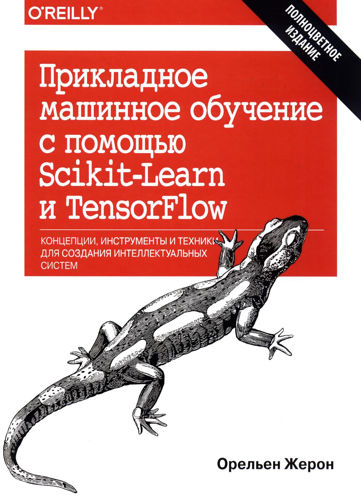 O'REILLY®
ПОЛНОЦВЕТНОЕ
ИЗДАНИЕ
Прикладное
машинное обучение
с помощью
Scikit-Learn
и TensorFlow
КОНЦЕПЦИИ, ИНСТРУМЕНТЫ И ТЕХНИКИ
ДЛЯ СОЗДАНИЯ ИНТЕЛЛЕКТУАЛЬНЫХ
СИСТЕМ
Орельен Жерон